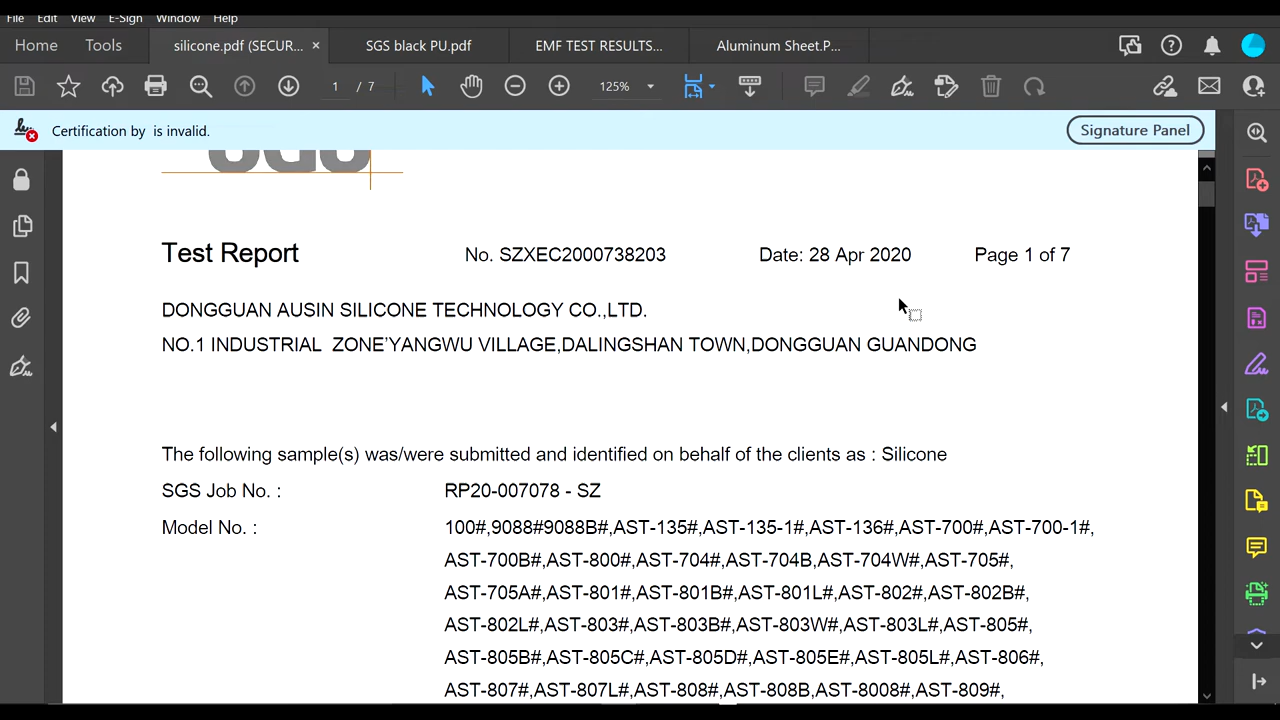 File Edit View E-Sign Window Help
Home Tools silicone.pdf (SECUR... × SGS black PU.pdf EMF TEST RESULTS... Aluminum Sheet.P...
1 / 7 125%
Certification by is invalid. Signature Panel
SGS
Test Report No. SZXEC2000738203 Date: 28 Apr 2020 Page 1 of 7
DONGGUAN AUSIN SILICONE TECHNOLOGY CO.,LTD.
NO.1 INDUSTRIAL ZONE’YANGWU VILLAGE,DALINGSHAN TOWN,DONGGUAN GUANDONG
The following sample(s) was/were submitted and identified on behalf of the clients as : Silicone
SGS Job No. : RP20-007078 - SZ
Model No. : 100#,9088#9088B#,AST-135#,AST-135-1#,AST-136#,AST-700#,AST-700-1#,
AST-700B#,AST-800#,AST-704#,AST-704B,AST-704W#,AST-705#,
AST-705A#,AST-801#,AST-801B#,AST-801L#,AST-802#,AST-802B#,
AST-802L#,AST-803#,AST-803B#,AST-803W#,AST-803L#,AST-805#,
AST-805B#,AST-805C#,AST-805D#,AST-805E#,AST-805L#,AST-806#,
AST-807#,AST-807L#,AST-808#,AST-808B,AST-8008#,AST-809#,